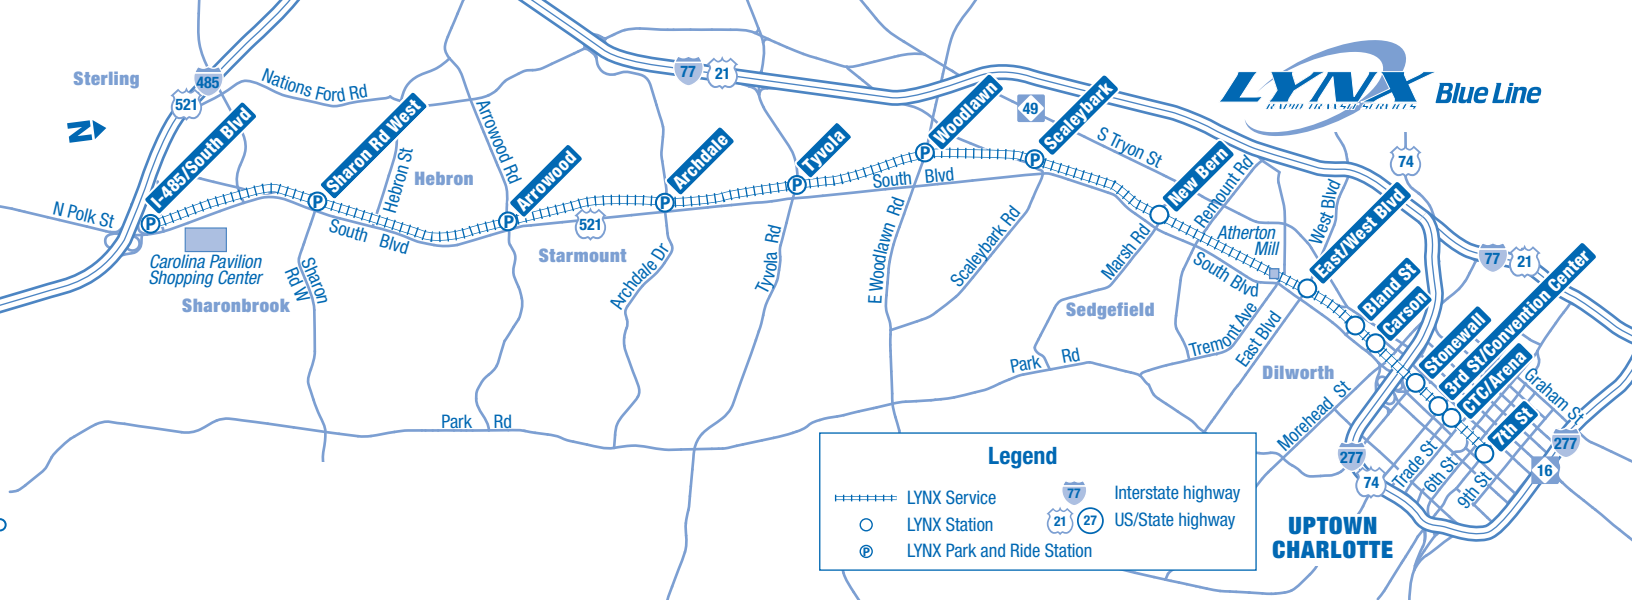 Sterling
485
521
Nations Ford Rd
N
I-485/South Blvd
N Polk St
Carolina Pavilion
Shopping Center
Sharonbrook
Sharon Rd West
Hebron St
Hebron
South Blvd
Sharon
Rd W
Arrowood Rd
Arrowood
521
Starmount
Archdale
Archdale Dr
Park Rd
77
21
Tyvola
Tyvola Rd
South Blvd
Woodlawn
E Woodlawn Rd
49
Scaleybark
Scaleybark Rd
S Tryon St
New Bern
Marsh Rd
Remount Rd
Sedgefield
Park Rd
LYNX
RAPID TRANSIT SERVICES
Blue Line
74
West Blvd
Atherton
Mill
South Blvd
East/West Blvd
Tremont Ave
East Blvd
Dilworth
Bland St
Carson
77
21
Morehead St
Stonewall
3rd St/Convention Center
CTC/Arena
7th St
Graham St
277
74
Trade St
6th St
9th St
277
16
UPTOWN
CHARLOTTE
Legend
LYNX Service
LYNX Station
P LYNX Park and Ride Station
77 Interstate highway
21 27 US/State highway
P
P
P
P
P
P
P